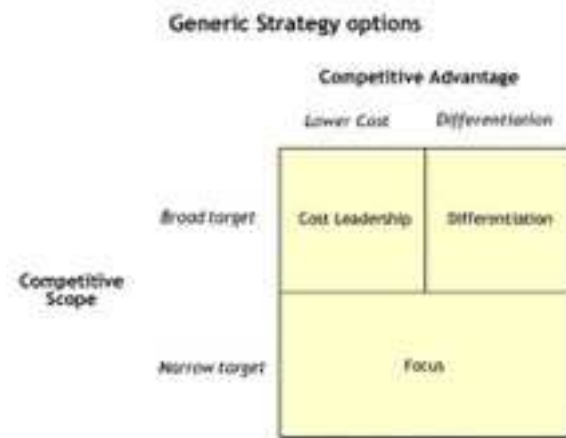 Generic Strategy options
Competitive Advantage
Lower Cost Differentiation
Broad target
Cost Leadership
Differentiation
Competitive
Scope
Narrow target
Focus